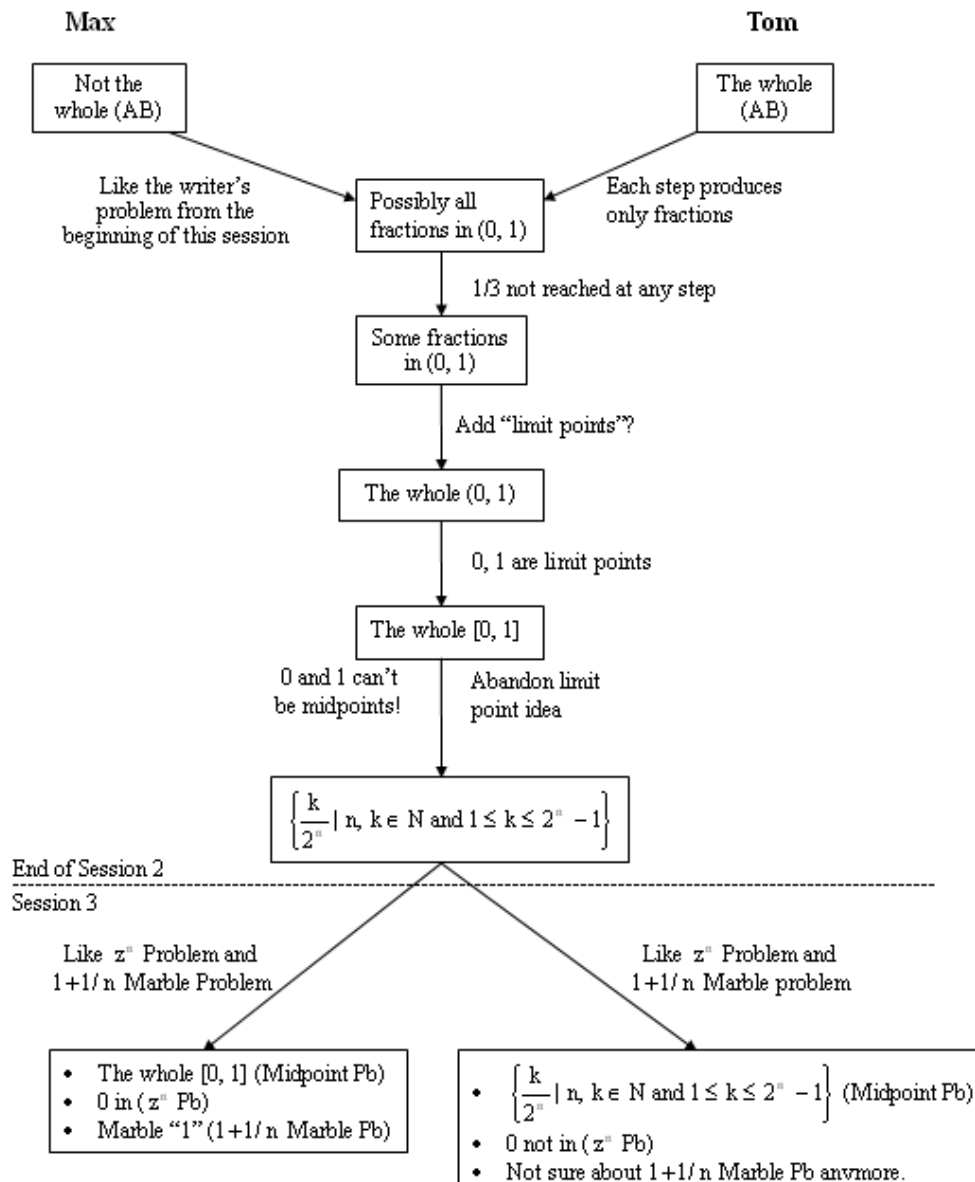 Max
Tom
Not the
whole (AB)
The whole
(AB)
Like the writer's
problem from the
beginning of this session
Possibly all
fractions in (0, 1)
Each step produces
only fractions
1/3 not reached at any step
Some fractions
in (0, 1)
Add “limit points”?
The whole (0, 1)
0, 1 are limit points
The whole [0, 1]
0 and 1 can't
be midpoints!
Abandon limit
point idea
{k/2ⁿ | n, k ∈ N and 1 ≤ k ≤ 2ⁿ − 1}
End of Session 2
Session 3
Like zⁿ Problem and
1+1/n Marble Problem
Like zⁿ Problem and
1+1/n Marble problem
• The whole [0, 1] (Midpoint Pb)
• 0 in (zⁿ Pb)
• Marble “1” (1+1/n Marble Pb)
• {k/2ⁿ | n, k ∈ N and 1 ≤ k ≤ 2ⁿ − 1} (Midpoint Pb)
• 0 not in (zⁿ Pb)
• Not sure about 1+1/n Marble Pb anymore.